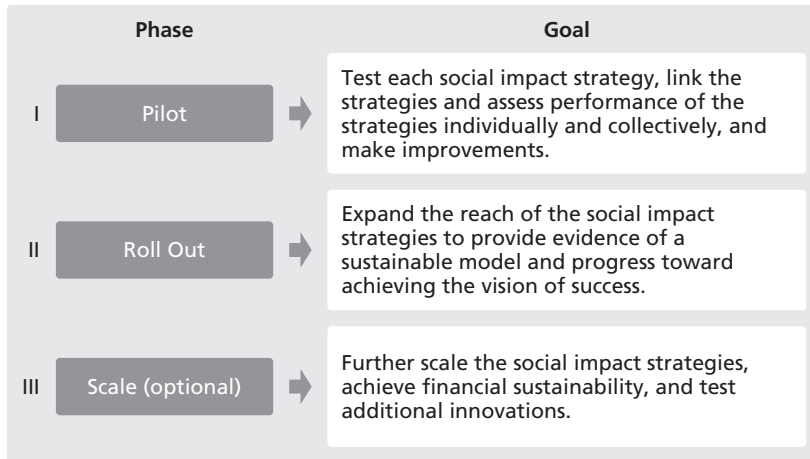 Phase Goal
I Pilot
Test each social impact strategy, link the
strategies and assess performance of the
strategies individually and collectively, and
make improvements.
II Roll Out
Expand the reach of the social impact
strategies to provide evidence of a
sustainable model and progress toward
achieving the vision of success.
III Scale (optional)
Further scale the social impact strategies,
achieve financial sustainability, and test
additional innovations.